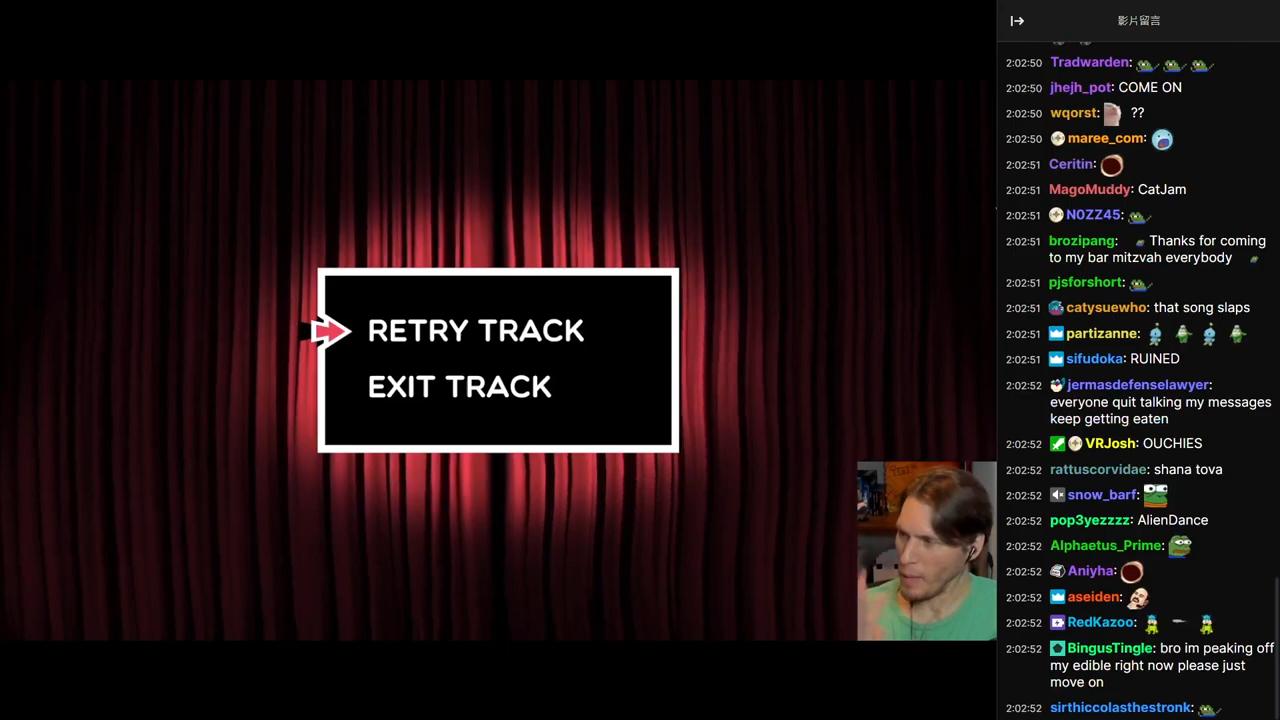 影片留言
RETRY TRACK
EXIT TRACK
2:02:50 Tradwarden:
2:02:50 jhejh_pot: COME ON
2:02:50 wqorst: ??
2:02:50 maree_com:
2:02:51 Ceritin:
2:02:51 MagoMuddy: CatJam
2:02:51 N0ZZ45:
2:02:51 brozipang: Thanks for coming
to my bar mitzvah everybody
2:02:51 pjsforshort:
2:02:51 catysuewho: that song slaps
2:02:51 partizanne:
2:02:51 sifudoka: RUINED
2:02:52 jermasdefenselawyer:
everyone quit talking my messages
keep getting eaten
2:02:52 VRJosh: OUCHIES
2:02:52 rattuscorvidae: shana tova
2:02:52 snow_barf:
2:02:52 pop3yezzzz: AlienDance
2:02:52 Alphaetus_Prime:
2:02:52 Aniyha:
2:02:52 aseiden:
2:02:52 RedKazoo:
2:02:52 BingusTingle: bro im peaking off
my edible right now please just
move on
2:02:52 sirthiccolasthestronk: